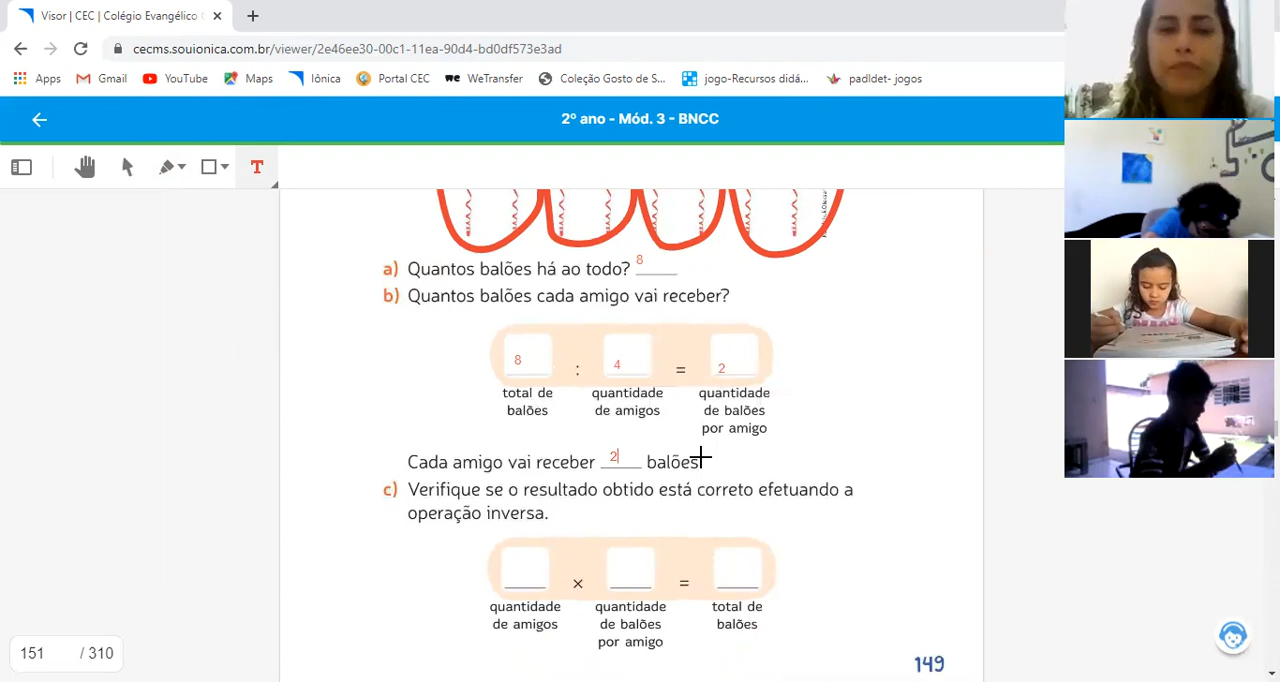 Visor | CEC | Colégio Evangélico
cecms.souionica.com.br/viewer/2e46ee30-00c1-11ea-90d4-bd0df573e3ad
Apps Gmail YouTube Maps Iônica Portal CEC WeTransfer Coleção Gosto de S... jogo-Recursos didá... padldet- jogos
2º ano - Mód. 3 - BNCC
T
a) Quantos balões há ao todo? 8
b) Quantos balões cada amigo vai receber?
8 : 4 = 2
total de balões
quantidade de amigos
quantidade de balões por amigo
Cada amigo vai receber 2 balões
c) Verifique se o resultado obtido está correto efetuando a
operação inversa.
____ × ____ = ____
quantidade de amigos
quantidade de balões por amigo
total de balões
151 / 310
149